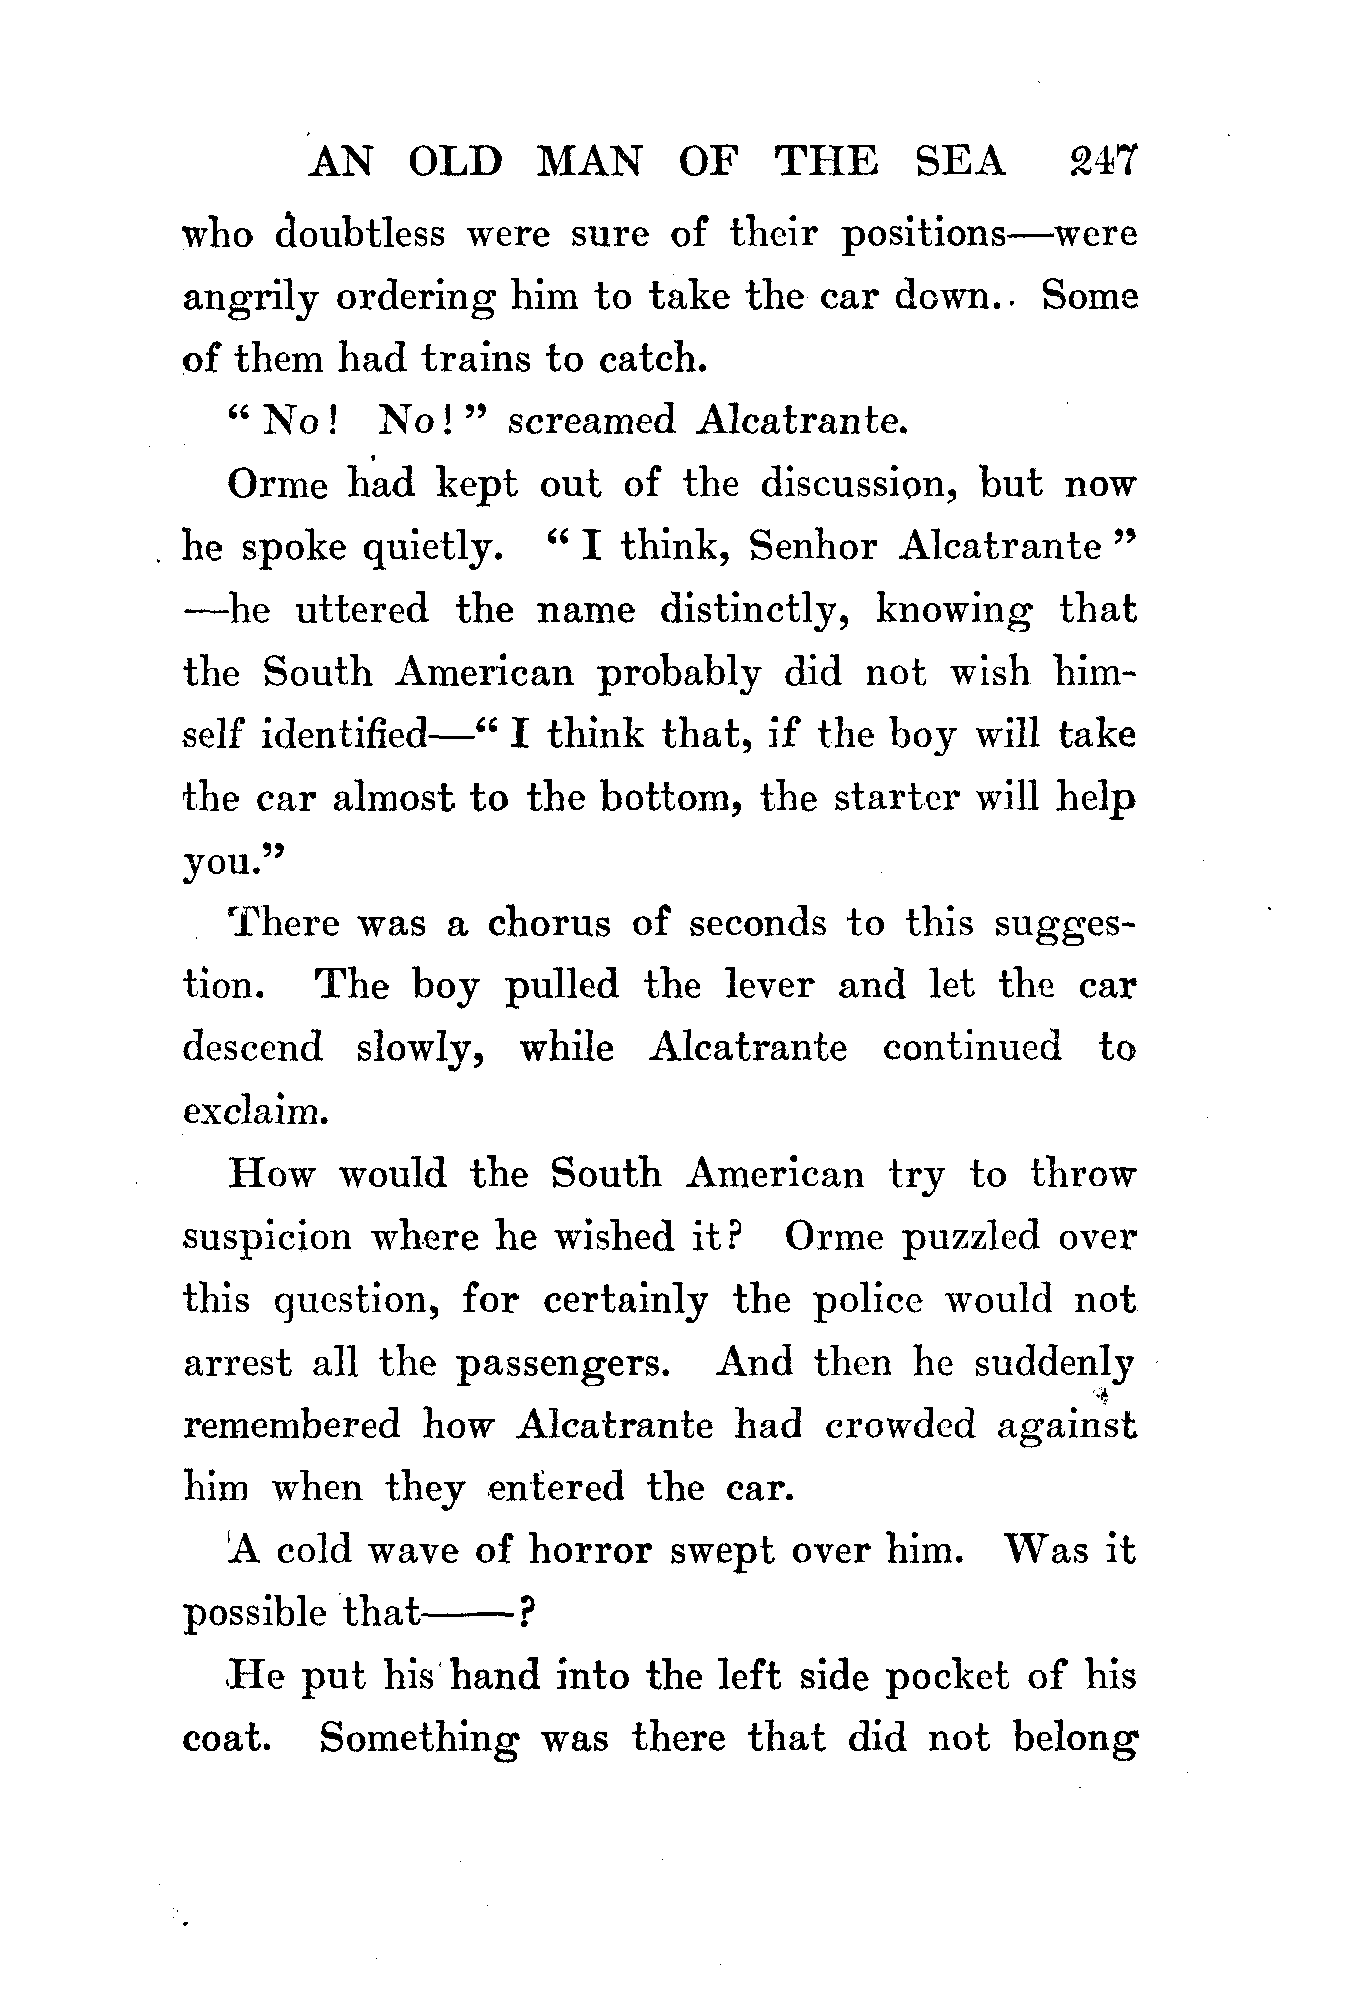 AN OLD MAN OF THE SEA 247
who doubtless were sure of their positions—were
angrily ordering him to take the car down. Some
of them had trains to catch.
“ No! No! ” screamed Alcatrante.
Orme had kept out of the discussion, but now
he spoke quietly. “ I think, Senhor Alcatrante ”
—he uttered the name distinctly, knowing that
the South American probably did not wish him-
self identified—“ I think that, if the boy will take
the car almost to the bottom, the starter will help
you.”
There was a chorus of seconds to this sugges-
tion. The boy pulled the lever and let the car
descend slowly, while Alcatrante continued to
exclaim.
How would the South American try to throw
suspicion where he wished it? Orme puzzled over
this question, for certainly the police would not
arrest all the passengers. And then he suddenly
remembered how Alcatrante had crowded against
him when they entered the car.
A cold wave of horror swept over him. Was it
possible that——?
He put his hand into the left side pocket of his
coat. Something was there that did not belong